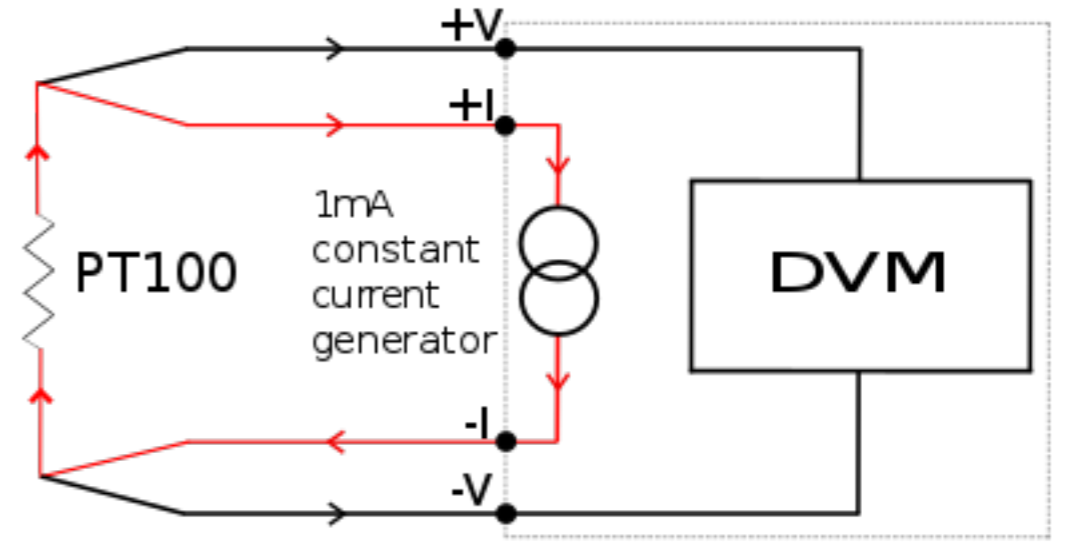 +V
+I
1mA
constant
current
generator
PT100
DVM
-I
-V